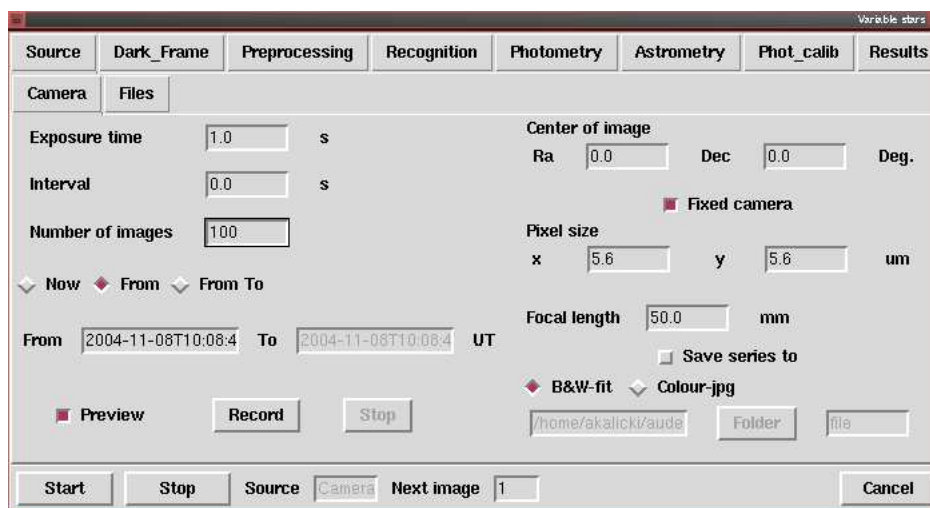 Variable stars
Source Dark_Frame Preprocessing Recognition Photometry Astrometry Phot_calib Results
Camera Files
Exposure time 1.0 s
Interval 0.0 s
Number of images 100
Now From From To
From 2004-11-08T10:08:4 To 2004-11-08T10:08:4 UT
Preview Record Stop
Center of image
Ra 0.0 Dec 0.0 Deg.
Fixed camera
Pixel size
x 5.6 y 5.6 um
Focal length 50.0 mm
Save series to
B&W-fit Colour-jpg
/home/akalicki/aude Folder file
Start Stop Source Camera Next image 1 Cancel